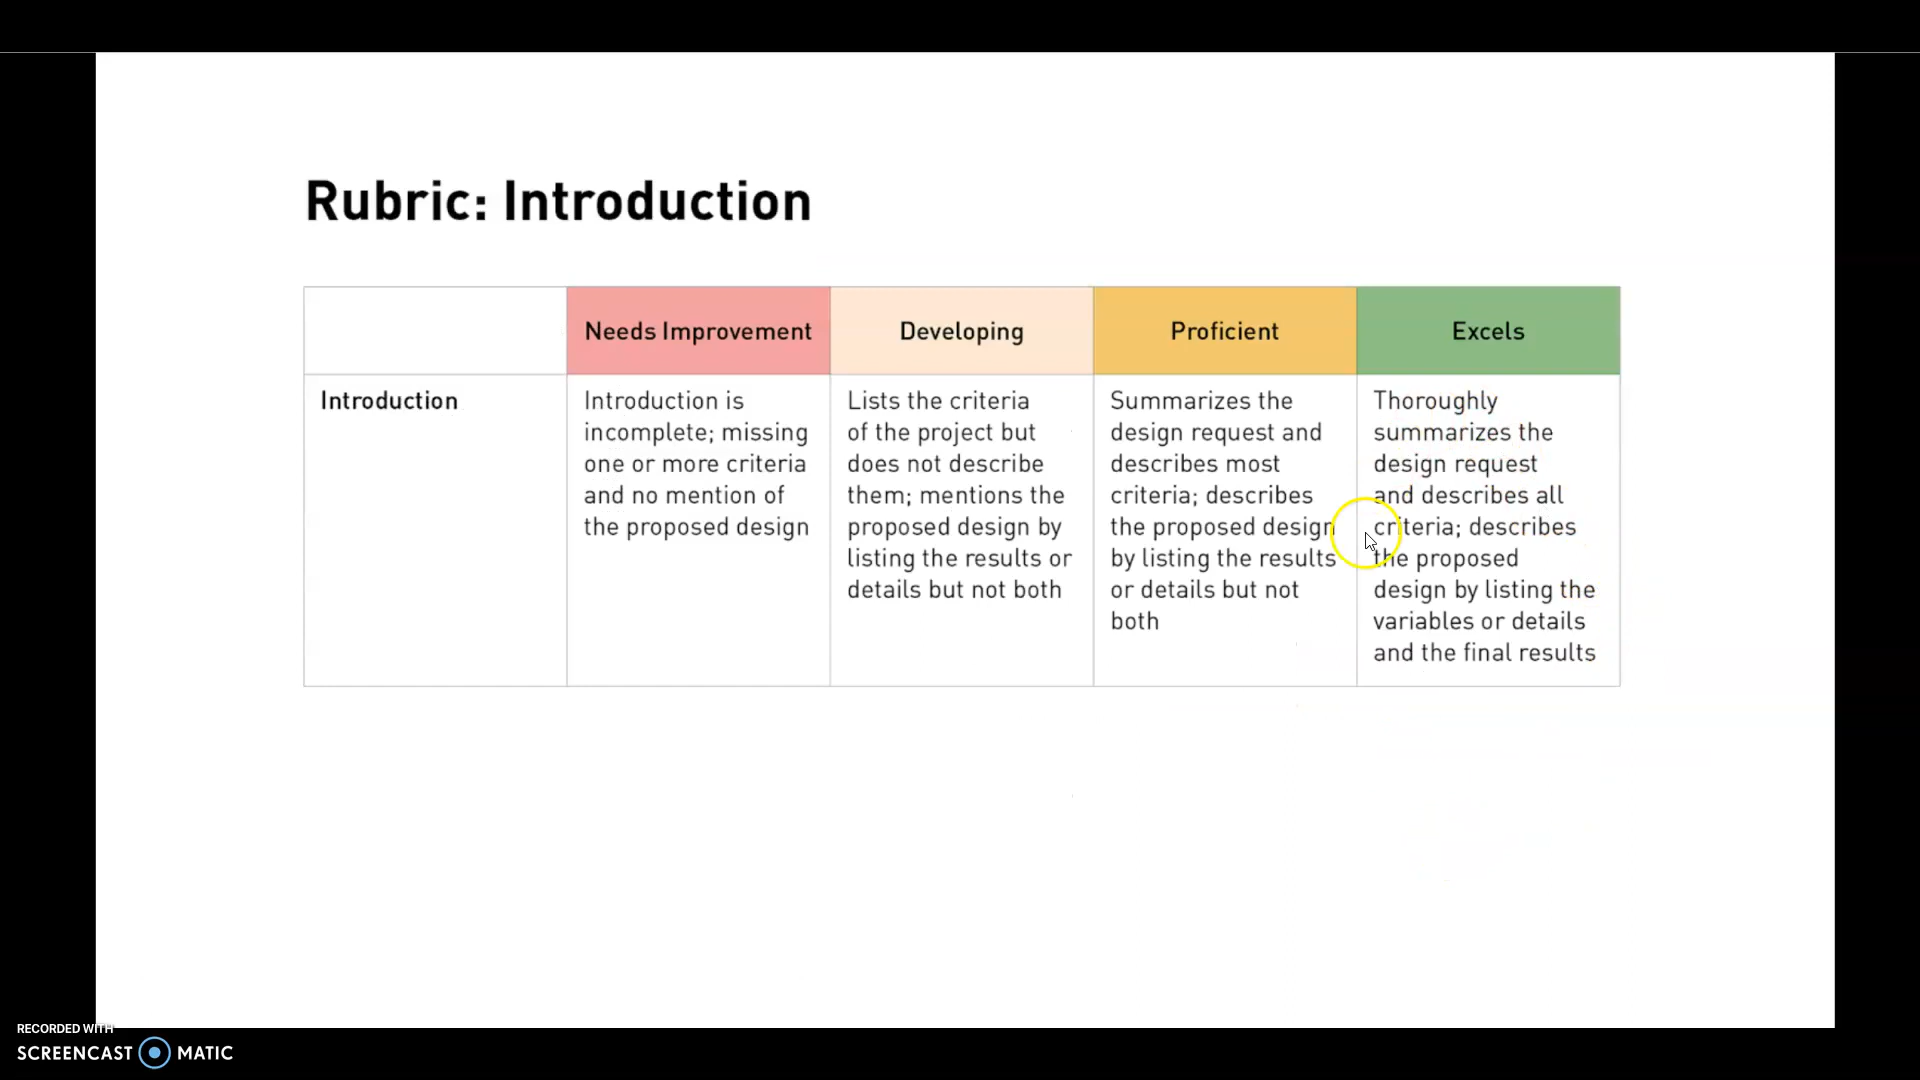 Rubric: Introduction
Needs Improvement
Developing
Proficient
Excels
Introduction
Introduction is
incomplete; missing
one or more criteria
and no mention of
the proposed design
Lists the criteria
of the project but
does not describe
them; mentions the
proposed design by
listing the results or
details but not both
Summarizes the
design request and
describes most
criteria; describes
the proposed design
by listing the results
or details but not
both
Thoroughly
summarizes the
design request
and describes all
criteria; describes
the proposed
design by listing the
variables or details
and the final results
RECORDED WITH
SCREENCAST MATIC